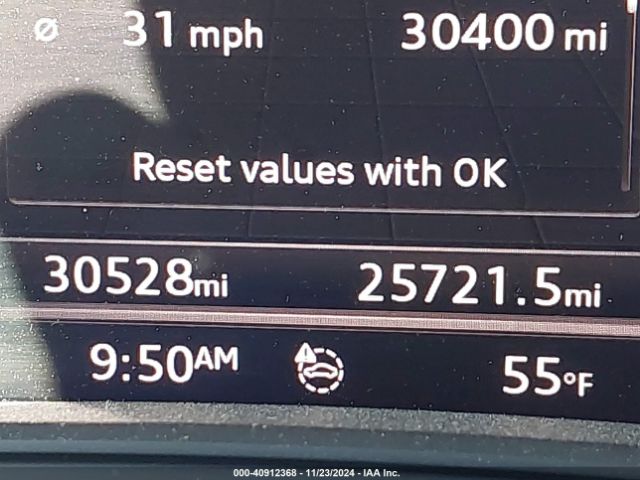 Ø 31 mph 30400 mi
Reset values with OK
30528mi 25721.5mi
9:50AM 55°F
000-40912368 - 11/23/2024 - IAA Inc.